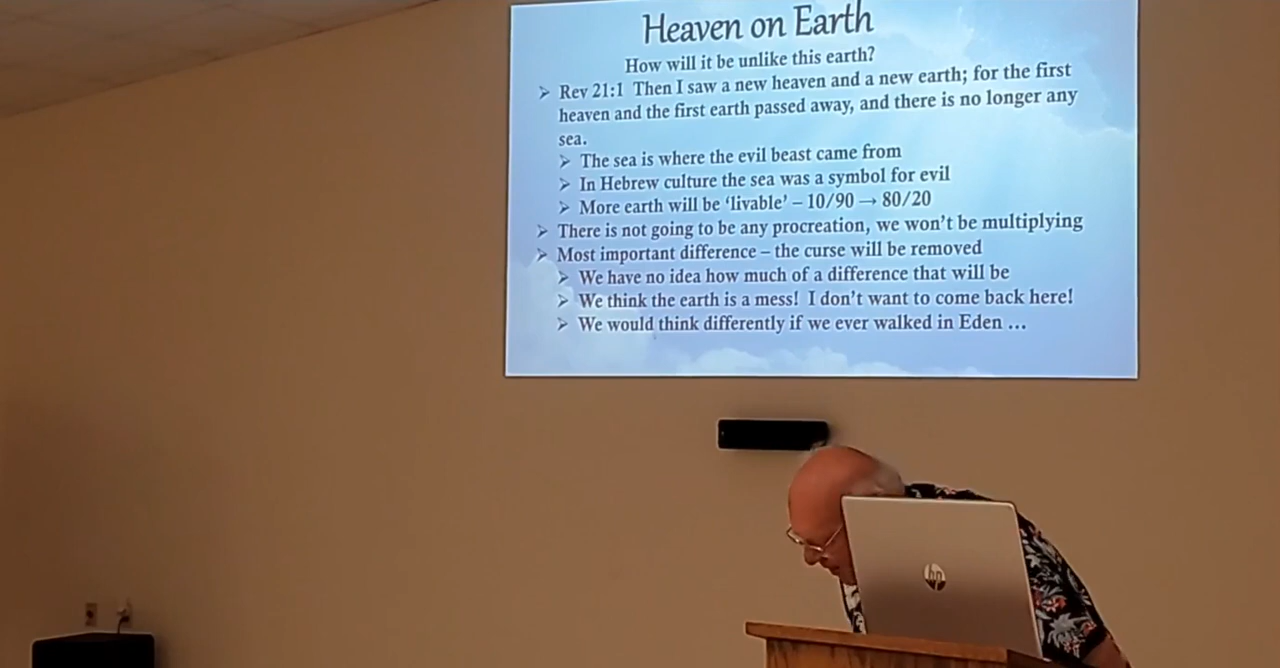 Heaven on Earth
How will it be unlike this earth?
➢ Rev 21:1 Then I saw a new heaven and a new earth; for the first
heaven and the first earth passed away, and there is no longer any
sea.
➢ The sea is where the evil beast came from
➢ In Hebrew culture the sea was a symbol for evil
➢ More earth will be ‘livable’ – 10/90 → 80/20
➢ There is not going to be any procreation, we won’t be multiplying
➢ Most important difference – the curse will be removed
➢ We have no idea how much of a difference that will be
➢ We think the earth is a mess! I don’t want to come back here!
➢ We would think differently if we ever walked in Eden …
hp